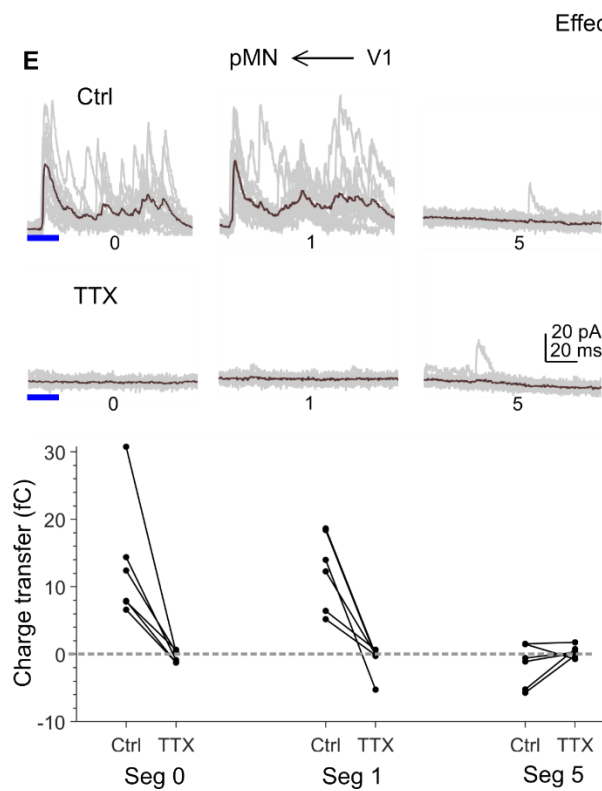 Effec
E
pMN ← V1
Ctrl
0 1 5
TTX
20 pA
20 ms
0 1 5
Charge transfer (fC)
30
20
10
0
-10
Ctrl TTX Ctrl TTX Ctrl TTX
Seg 0 Seg 1 Seg 5